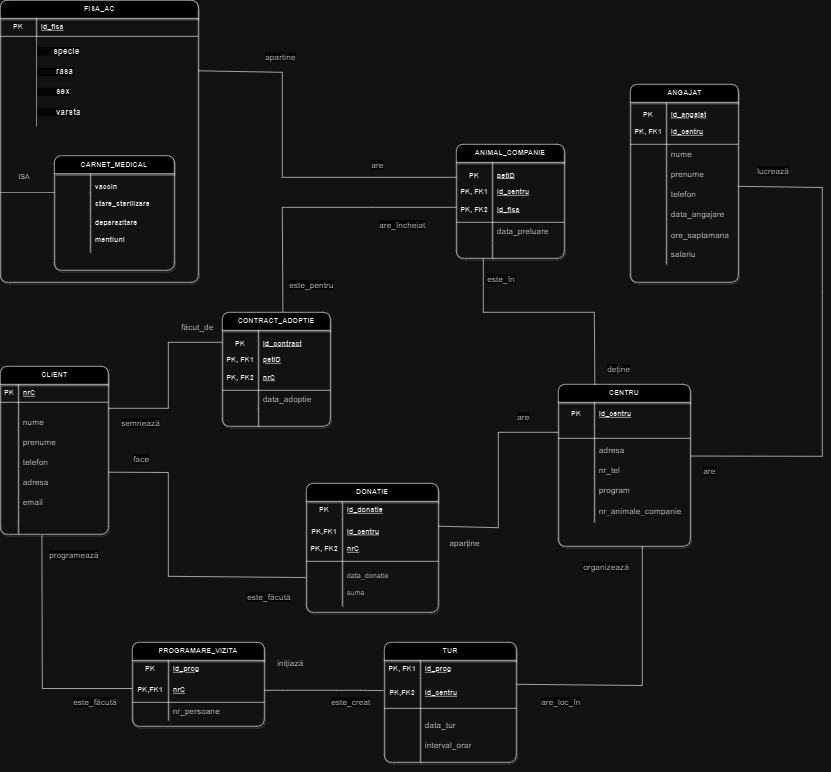 FISA_AC
PK id_fisa
specie
rasa
sex
varsta
ISA
CARNET_MEDICAL
vaccin
stare_sterilizare
deparazitare
mentiuni
apartine
are
ANIMAL_COMPANIE
PK petID
PK, FK1 id_centru
PK, FK2 id_fisa
data_preluare
ANGAJAT
PK id_angajat
PK, FK1 id_centru
nume
prenume
telefon
data_angajare
ore_saptamana
salariu
lucrează
are_încheiat
este_în
este_pentru
făcut_de
CONTRACT_ADOPTIE
PK id_contract
PK, FK1 petID
PK, FK2 nrC
data_adoptie
CLIENT
PK nrC
nume
prenume
telefon
adresa
email
semnează
face
deține
CENTRU
PK id_centru
adresa
nr_tel
program
nr_animale_companie
are
are
DONATIE
PK id_donatie
PK,FK1 id_centru
PK, FK2 nrC
data_donatie
suma
aparține
programează
este_făcută
organizează
PROGRAMARE_VIZITA
PK id_prog
PK,FK1 nrC
nr_persoane
inițiază
este_făcută
este_creat
TUR
PK, FK1 id_prog
PK,FK2 id_centru
data_tur
interval_orar
are_loc_în